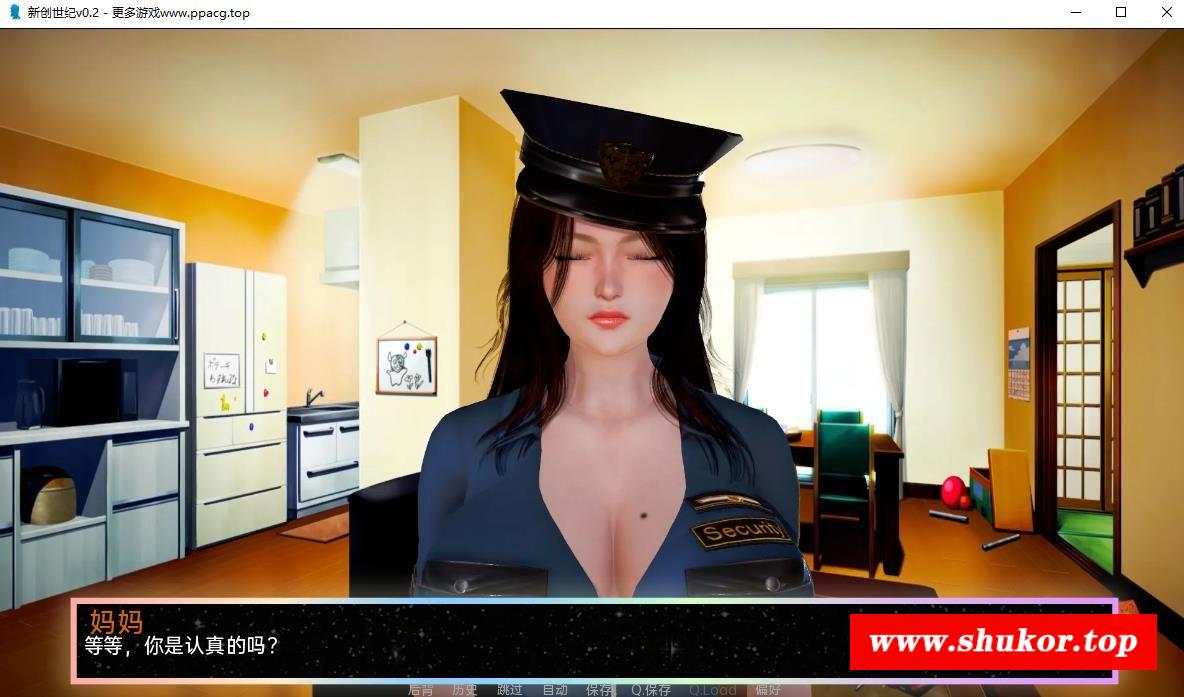 新创世纪v0.2 - 更多游戏www.ppacg.top
Security
妈妈
等等，你是认真的吗?
www.shukor.top
后背 历史 跳过 自动 保存 Q.保存 Q.Load 偏好